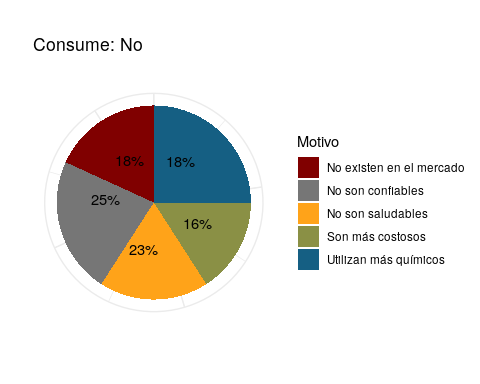 Consume: No
18%
18%
25%
16%
23%
Motivo
No existen en el mercado
No son confiables
No son saludables
Son más costosos
Utilizan más químicos